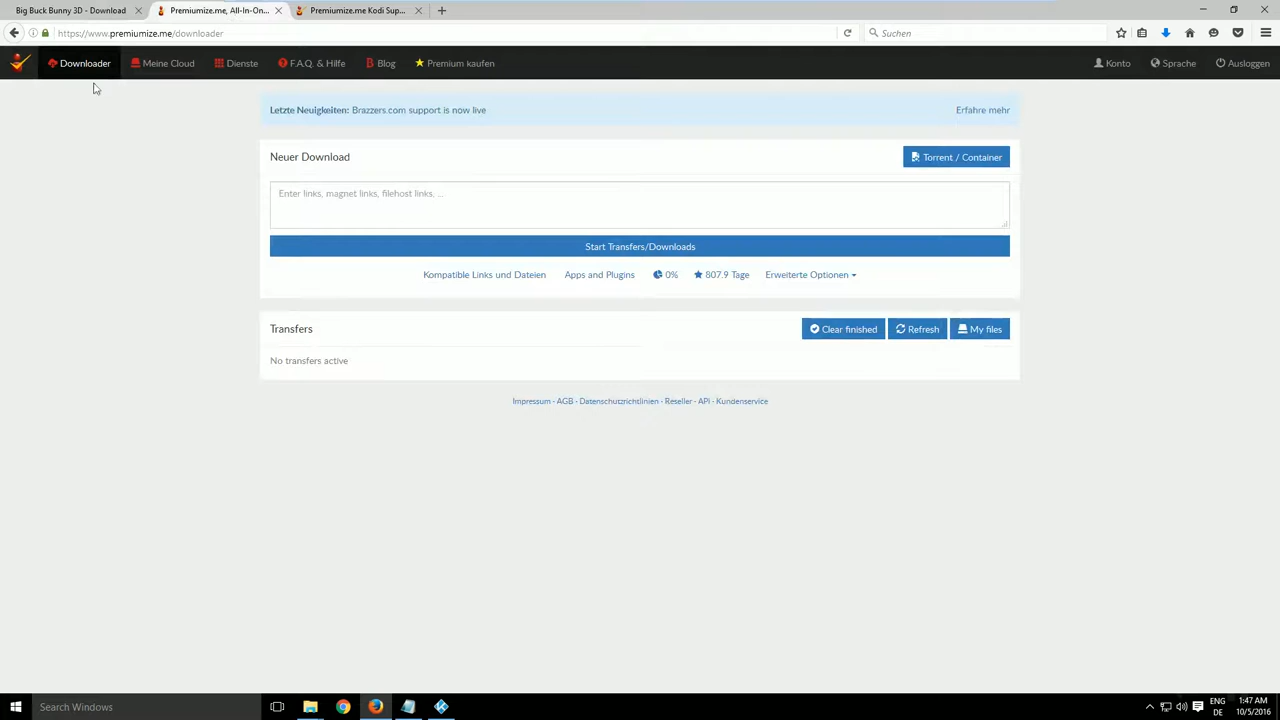 Big Buck Bunny 3D - Download
Premiumize.me, All-In-On...
Premiumize.me Kodi Sup...
https://www.premiumize.me/downloader
Suchen
Downloader
Meine Cloud
Dienste
F.A.Q. & Hilfe
Blog
Premium kaufen
Konto
Sprache
Ausloggen
Letzte Neuigkeiten: Brazzers.com support is now live
Erfahre mehr
Neuer Download
Torrent / Container
Enter links, magnet links, filehost links, ...
Start Transfers/Downloads
Kompatible Links und Dateien
Apps and Plugins
0%
807.9 Tage
Erweiterte Optionen
Transfers
Clear finished
Refresh
My files
No transfers active
Impressum - AGB - Datenschutzrichtlinien - Reseller - API - Kundenservice
Search Windows
ENG
DE
1:47 AM
10/5/2016